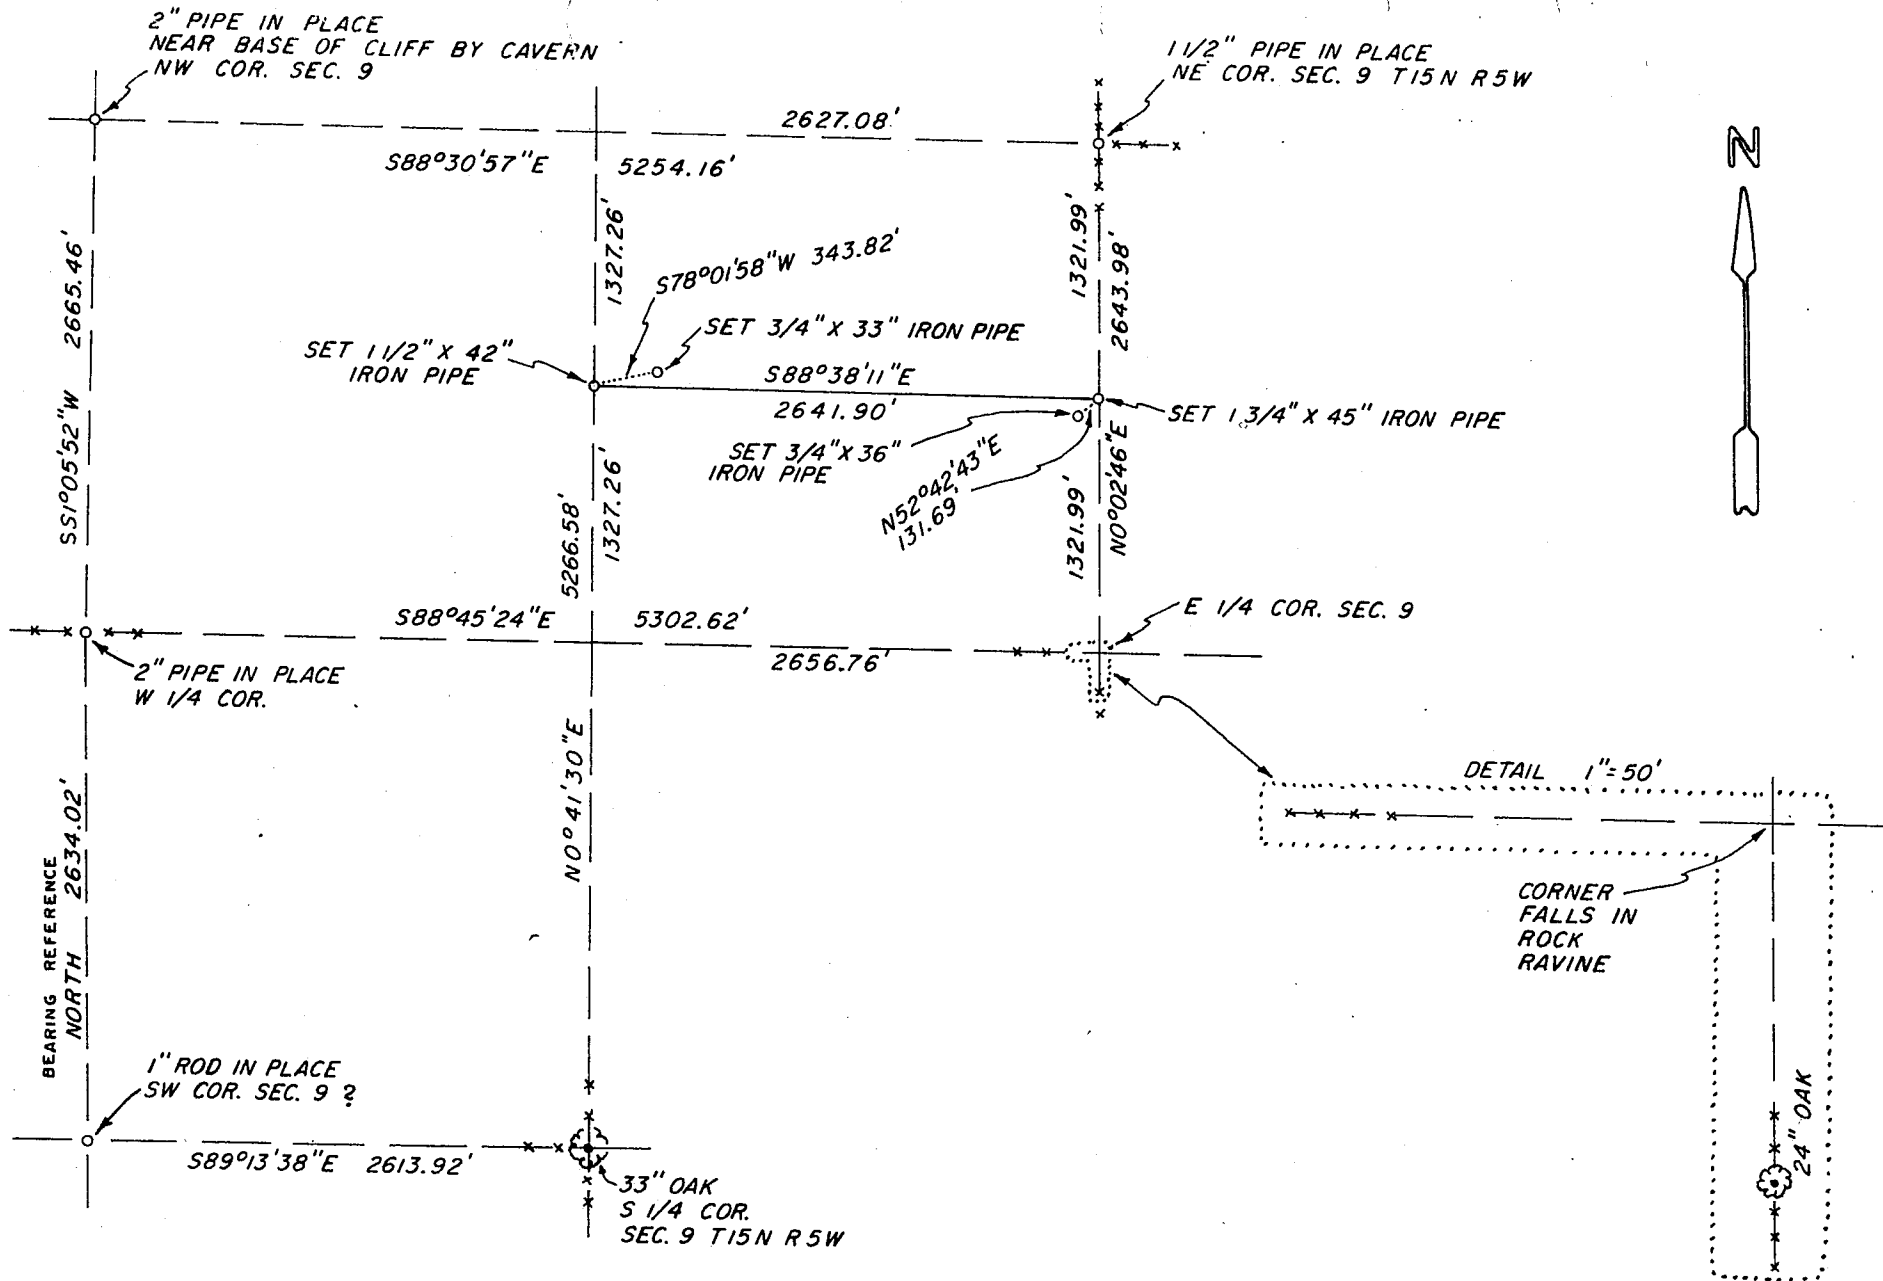 2" PIPE IN PLACE
NEAR BASE OF CLIFF BY CAVERN
NW COR. SEC. 9
1 1/2" PIPE IN PLACE
NE COR. SEC. 9 T15N R5W
N
2627.08'
S88°30'57"E 5254.16'
SS1°05'52"W 2665.46'
1327.26'
1321.99'
2643.98'
S78°01'58"W 343.82'
SET 3/4" X 33" IRON PIPE
SET 1 1/2" X 42"
IRON PIPE
S88°38'11"E
2641.90'
SET 1 3/4" X 45" IRON PIPE
SET 3/4" X 36"
IRON PIPE
N52°42'43"E
131.69'
5266.58'
1327.26'
1321.99'
N0°02'46"E
S88°45'24"E 5302.62'
2656.76'
E 1/4 COR. SEC. 9
2" PIPE IN PLACE
W 1/4 COR.
N0°41'30"E
BEARING REFERENCE
NORTH 2634.02'
DETAIL 1"=50'
CORNER
FALLS IN
ROCK
RAVINE
24" OAK
1" ROD IN PLACE
SW COR. SEC. 9 ?
S89°13'38"E 2613.92'
33" OAK
S 1/4 COR.
SEC. 9 T15N R5W